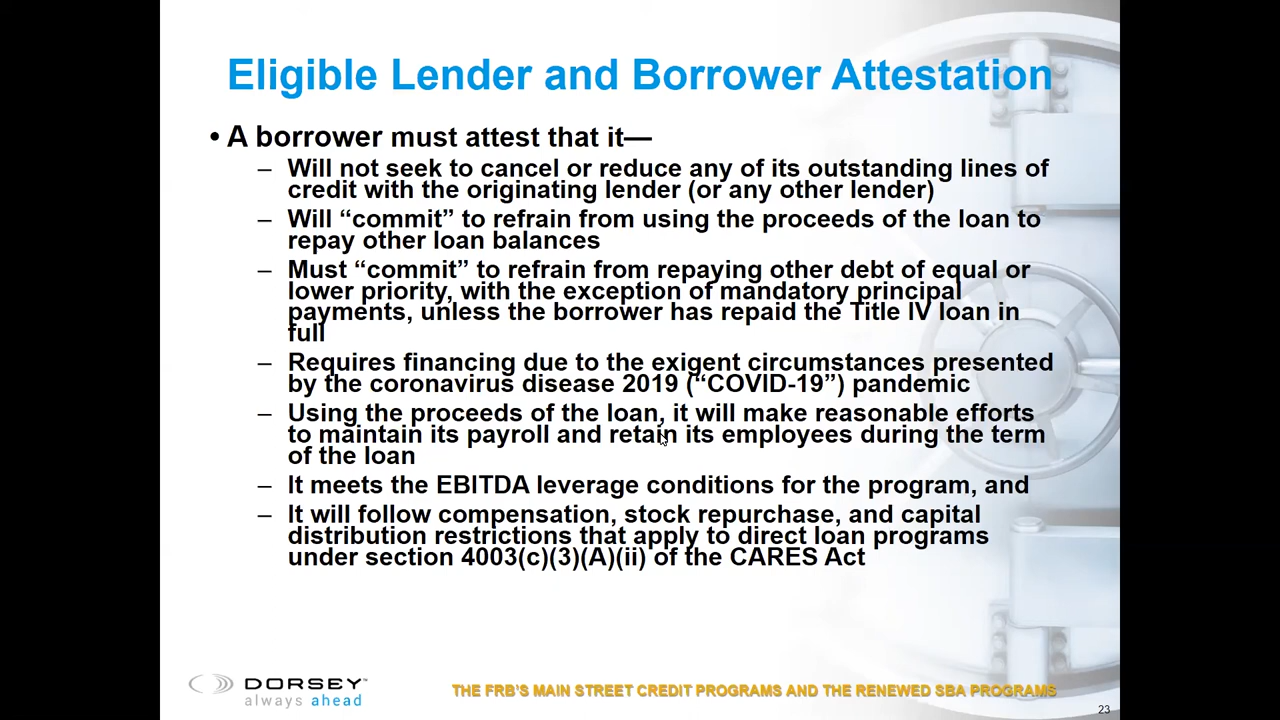 Eligible Lender and Borrower Attestation
• A borrower must attest that it—
– Will not seek to cancel or reduce any of its outstanding lines of
credit with the originating lender (or any other lender)
– Will “commit” to refrain from using the proceeds of the loan to
repay other loan balances
– Must “commit” to refrain from repaying other debt of equal or
lower priority, with the exception of mandatory principal
payments, unless the borrower has repaid the Title IV loan in
full
– Requires financing due to the exigent circumstances presented
by the coronavirus disease 2019 (“COVID-19”) pandemic
– Using the proceeds of the loan, it will make reasonable efforts
to maintain its payroll and retain its employees during the term
of the loan
– It meets the EBITDA leverage conditions for the program, and
– It will follow compensation, stock repurchase, and capital
distribution restrictions that apply to direct loan programs
under section 4003(c)(3)(A)(ii) of the CARES Act
DORSEY™
always ahead
THE FRB’S MAIN STREET CREDIT PROGRAMS AND THE RENEWED SBA PROGRAMS
23